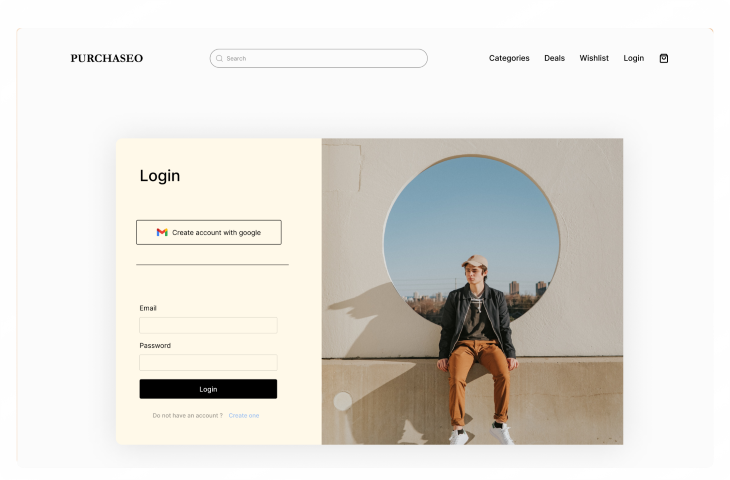 PURCHASEO
Search
Categories Deals Wishlist Login
Login
Create account with google
Email
Password
Login
Do not have an account ? Create one